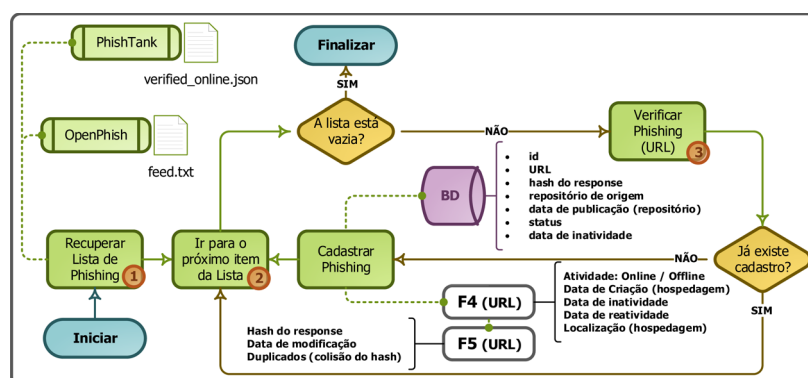 PhishTank
verified_online.json
OpenPhish
feed.txt
Finalizar
SIM
A lista está
vazia?
NÃO
Verificar
Phishing
(URL)
3
BD
• id
• URL
• hash do response
• repositório de origem
• data de publicação (repositório)
• status
• data de inatividade
Recuperar
Lista de
Phishing
1
Ir para o
próximo item
da Lista
2
Cadastrar
Phishing
NÃO
Já existe
cadastro?
SIM
F4 (URL)
Atividade: Online / Offline
Data de Criação (hospedagem)
Data de inatividade
Data de reatividade
Localização (hospedagem)
Iniciar
Hash do response
Data de modificação
Duplicados (colisão do hash)
F5 (URL)